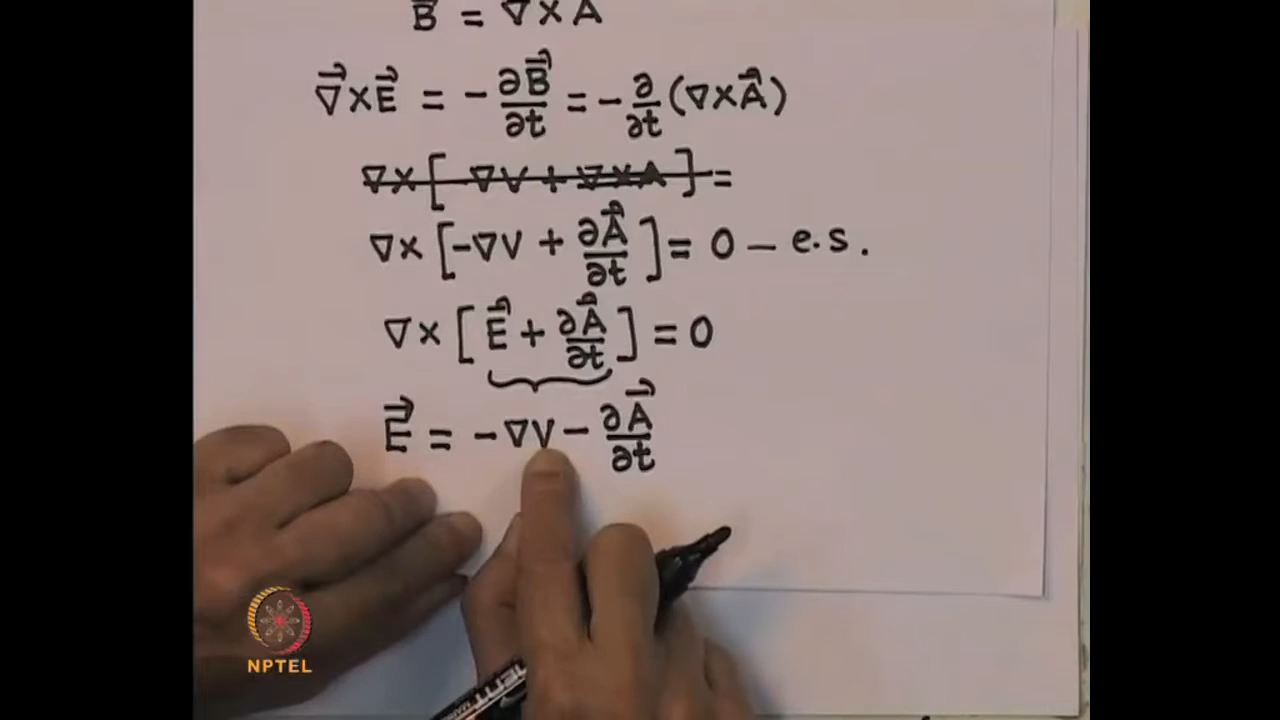 B⃗ = ∇×A
∇⃗×E⃗ = -∂B⃗/∂t = -∂/∂t(∇×A⃗)
∇×[-∇V + ∇×A] =
∇×[-∇V + ∂A⃗/∂t] = 0 — e.s.
∇×[E⃗ + ∂A⃗/∂t] = 0
E⃗ = -∇V - ∂A⃗/∂t
NPTEL